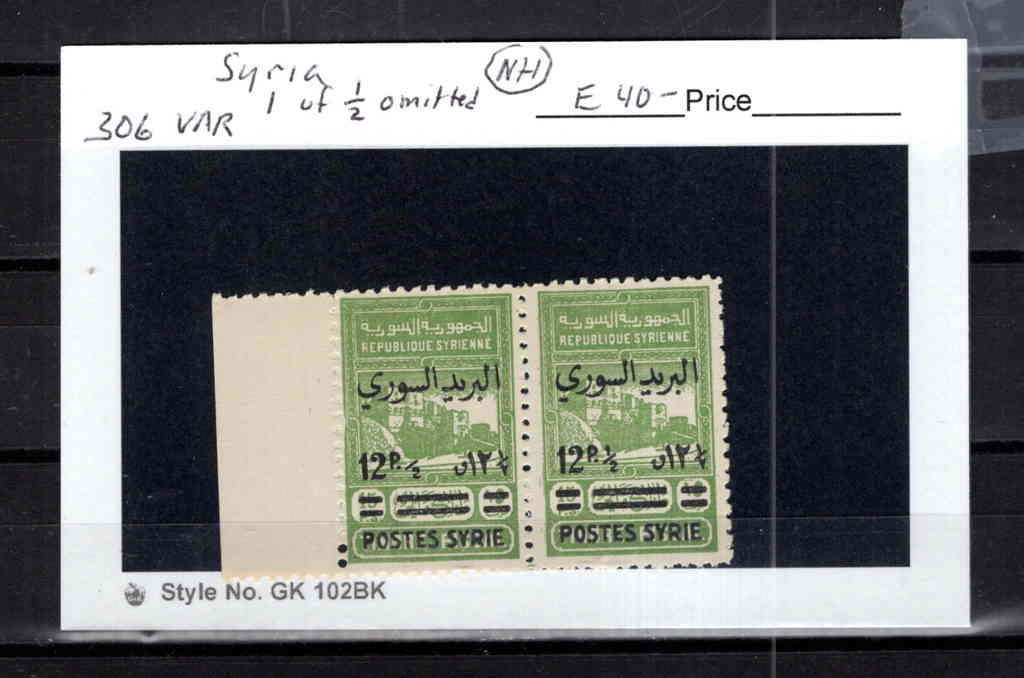 Syria
NH
1 of ½ omitted
E 40- Price
306 VAR
الجمهورية السورية
REPUBLIQUE SYRIENNE
البريد السوري
12P. ½
POSTES SYRIE
الجمهورية السورية
REPUBLIQUE SYRIENNE
البريد السوري
12P. ½
POSTES SYRIE
Style No. GK 102BK